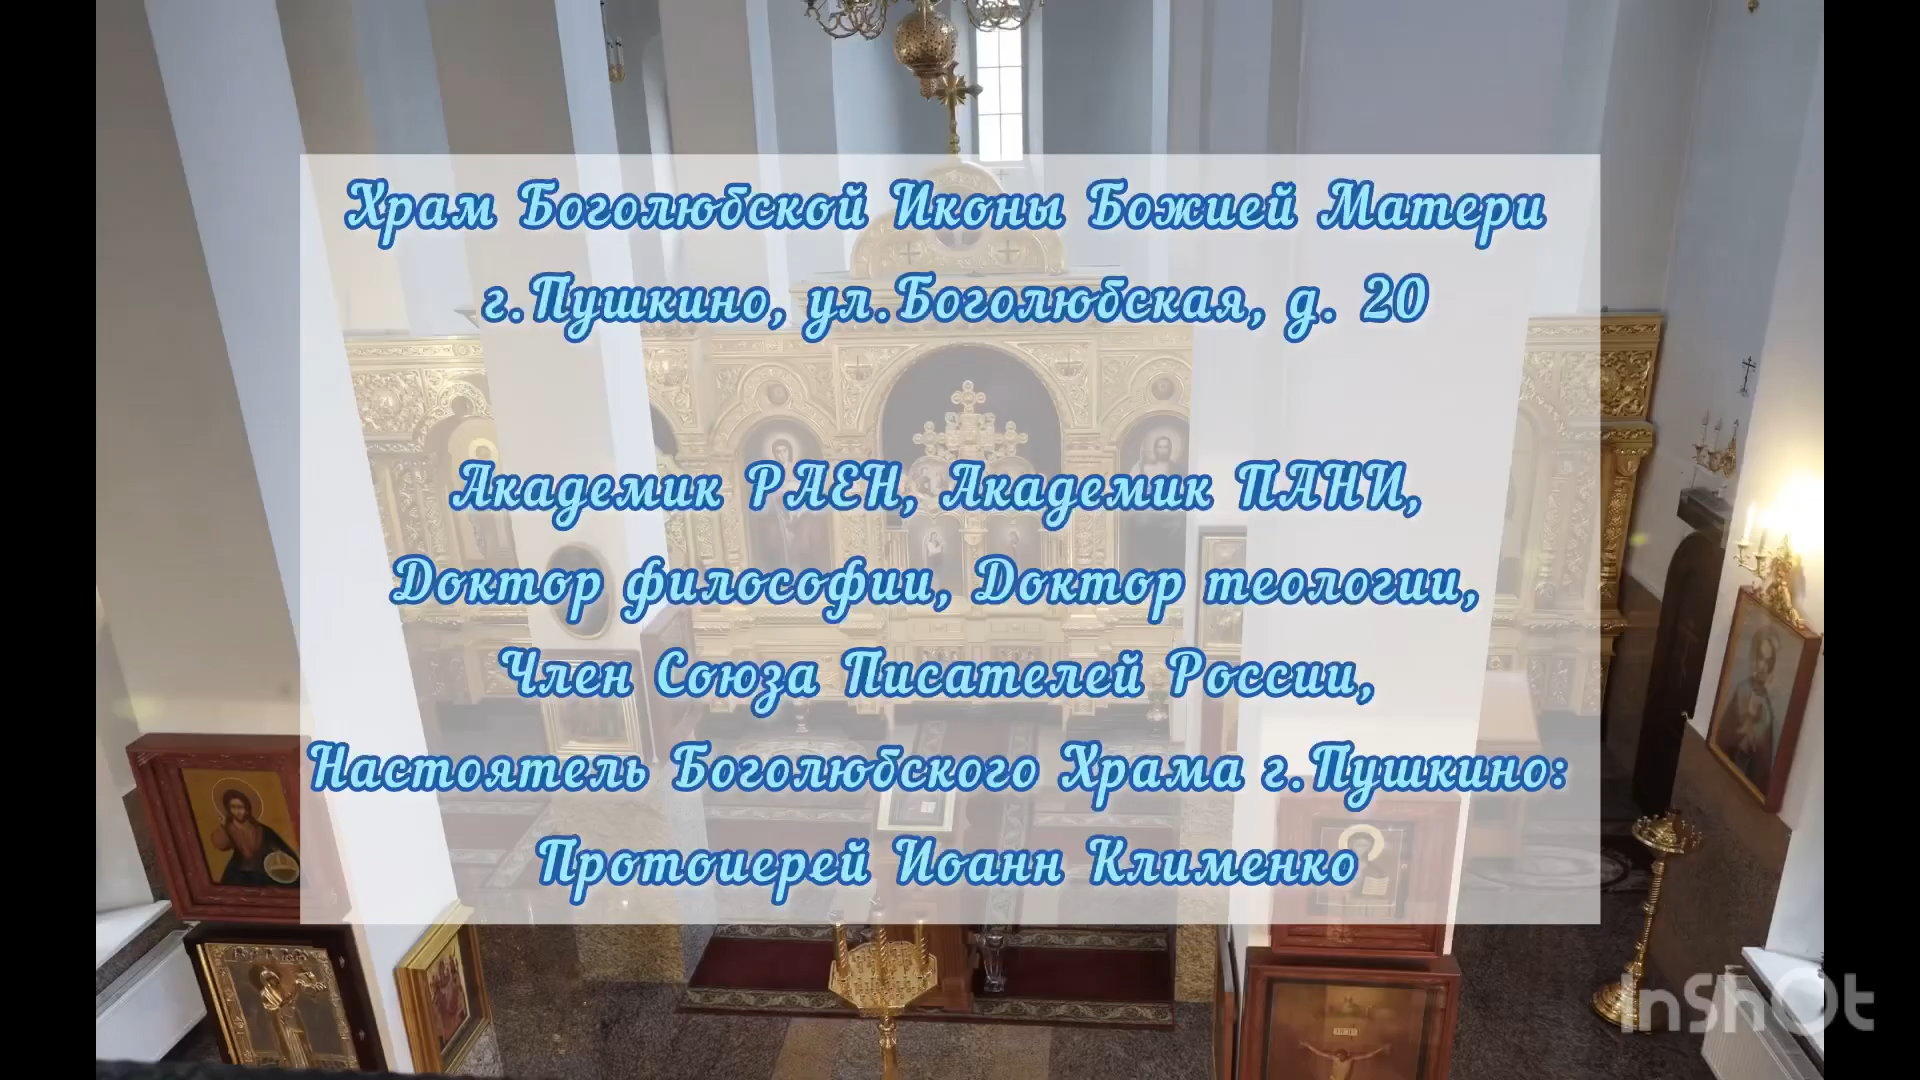 Храм Боголюбской Иконы Божией Матери
г.Пушкино, ул.Боголюбская, д. 20
Академик РАЕН, Академик ПАНИ,
Доктор философии, Доктор теологии,
Член Союза Писателей России,
Настоятель Боголюбского Храма г.Пушкино:
Протоиерей Иоанн Клименко
InShOt